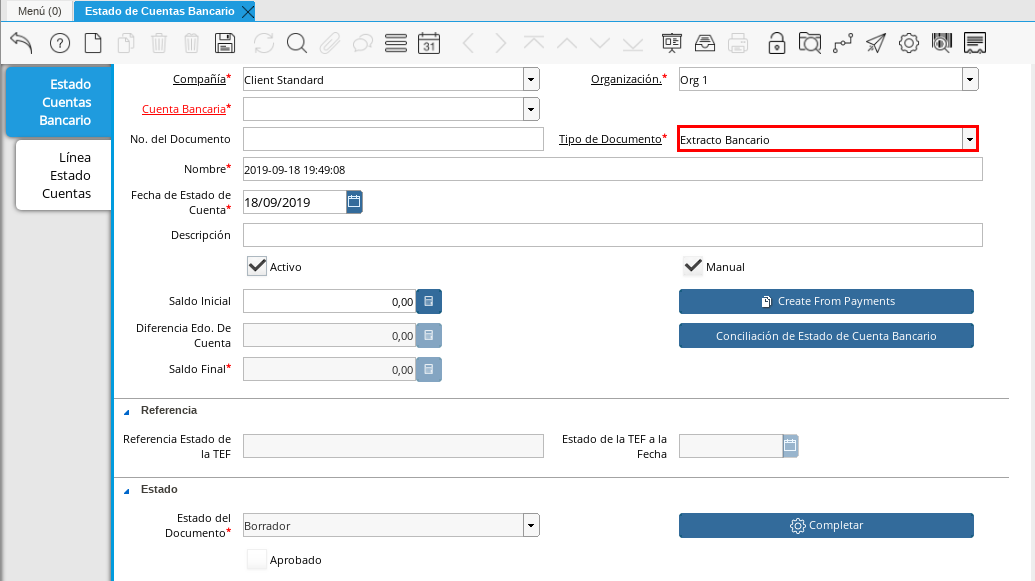 Menú (0)
Estado de Cuentas Bancario
31
Estado
Cuentas
Bancario
Línea
Estado
Cuentas
Compañía* Client Standard Organización.* Org 1
Cuenta Bancaria*
No. del Documento Tipo de Documento* Extracto Bancario
Nombre* 2019-09-18 19:49:08
Fecha de Estado de
Cuenta* 18/09/2019
Descripción
Activo Manual
Saldo Inicial 0,00 Create From Payments
Diferencia Edo. De
Cuenta 0,00 Conciliación de Estado de Cuenta Bancario
Saldo Final* 0,00
Referencia
Referencia Estado de
la TEF
Estado de la TEF a la
Fecha
Estado
Estado del
Documento* Borrador Completar
Aprobado